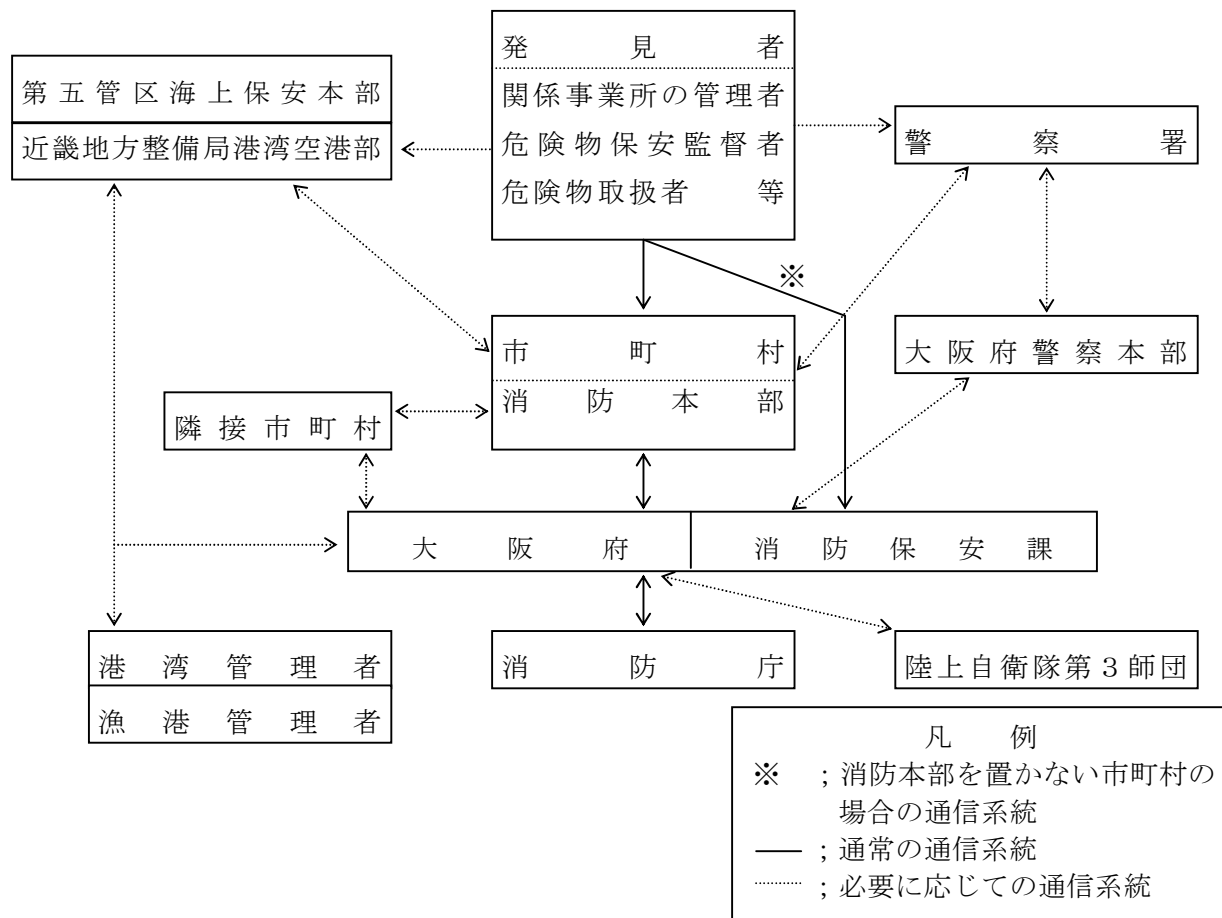 発見者
関係事業所の管理者
危険物保安監督者
危険物取扱者 等
第五管区海上保安本部
近畿地方整備局港湾空港部
警察署
※
市町村
消防本部
大阪府警察本部
隣接市町村
大阪府 消防保安課
港湾管理者
漁港管理者
消防庁
陸上自衛隊第3師団
凡 例
※ ;消防本部を置かない市町村の
場合の通信系統
;通常の通信系統
;必要に応じての通信系統